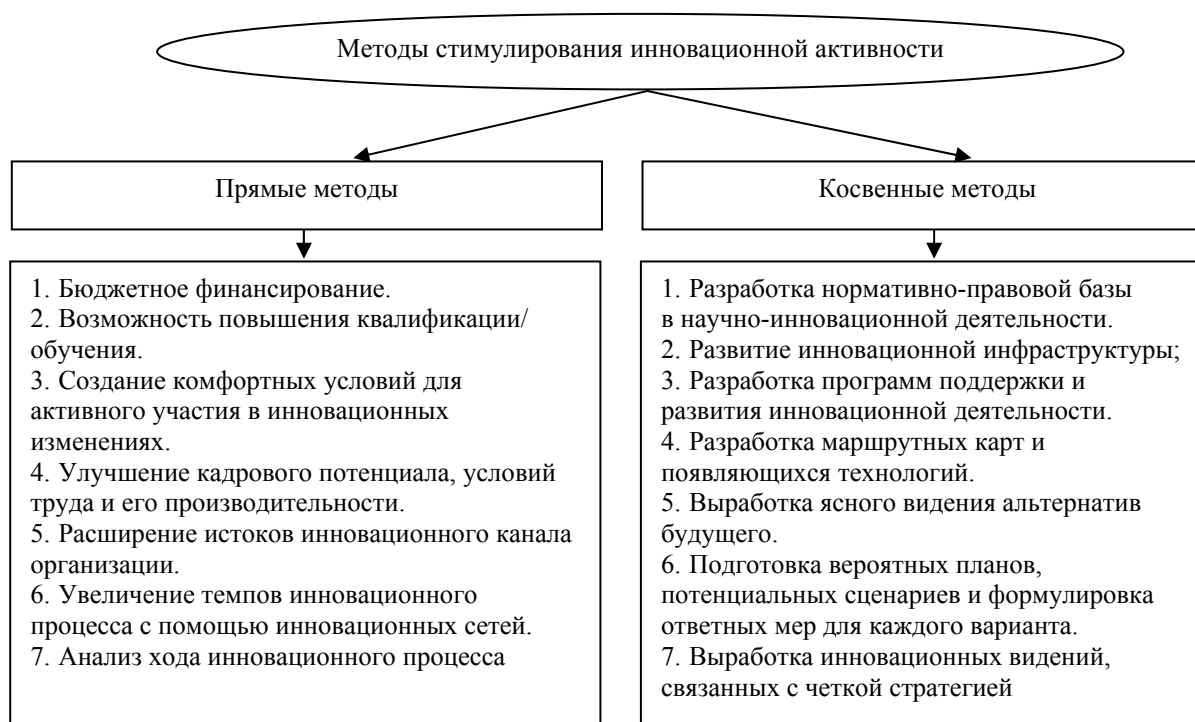 Методы стимулирования инновационной активности
Прямые методы
1. Бюджетное финансирование.
2. Возможность повышения квалификации/
обучения.
3. Создание комфортных условий для
активного участия в инновационных
изменениях.
4. Улучшение кадрового потенциала, условий
труда и его производительности.
5. Расширение истоков инновационного канала
организации.
6. Увеличение темпов инновационного
процесса с помощью инновационных сетей.
7. Анализ хода инновационного процесса
Косвенные методы
1. Разработка нормативно-правовой базы
в научно-инновационной деятельности.
2. Развитие инновационной инфраструктуры;
3. Разработка программ поддержки и
развития инновационной деятельности.
4. Разработка маршрутных карт и
появляющихся технологий.
5. Выработка ясного видения альтернатив
будущего.
6. Подготовка вероятных планов,
потенциальных сценариев и формулировка
ответных мер для каждого варианта.
7. Выработка инновационных видений,
связанных с четкой стратегией